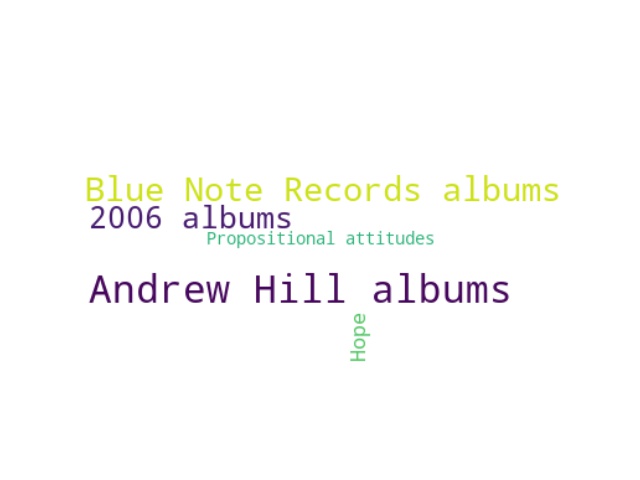 Blue Note Records albums
2006 albums
Propositional attitudes
Andrew Hill albums
Hope